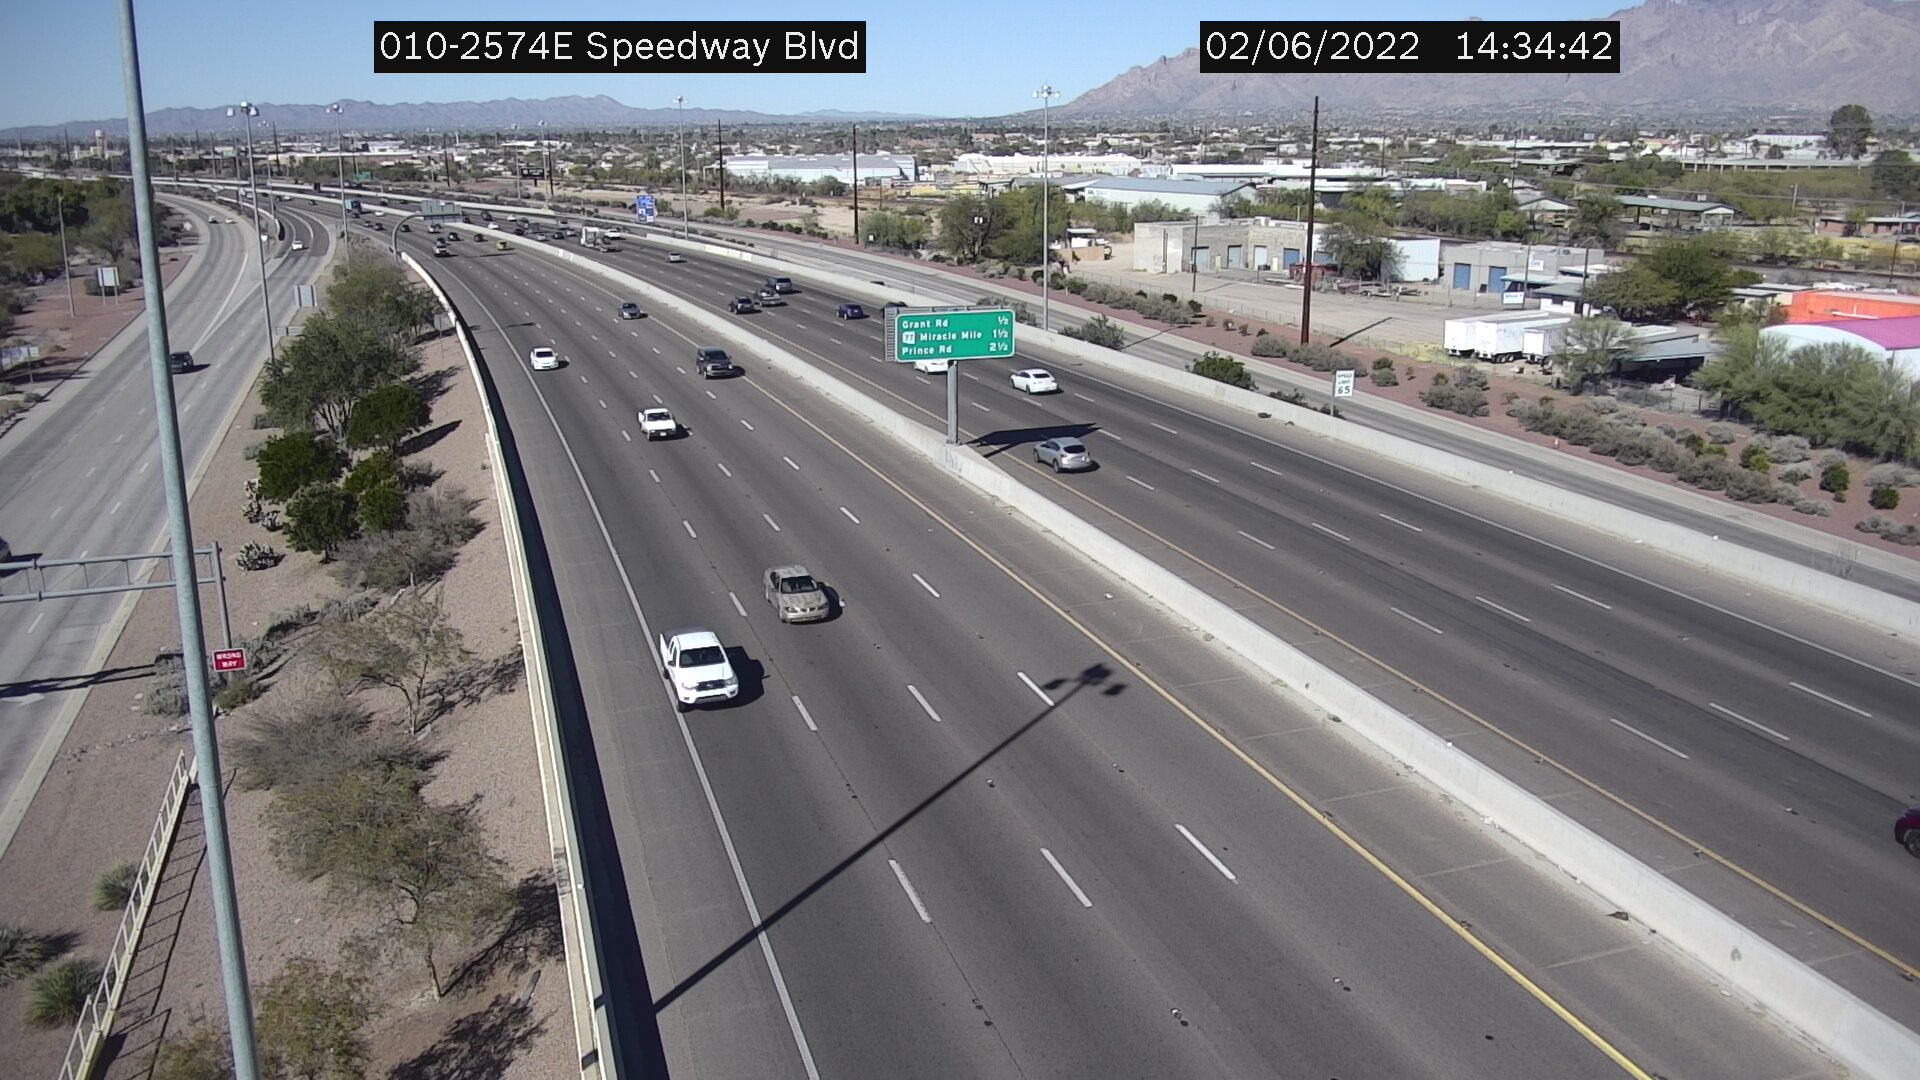 010-2574E Speedway Blvd
02/06/2022 14:34:42
Grant Rd ½
77 Miracle Mile 1½
Prince Rd 2½
SPEED
LIMIT
65
WRONG
WAY